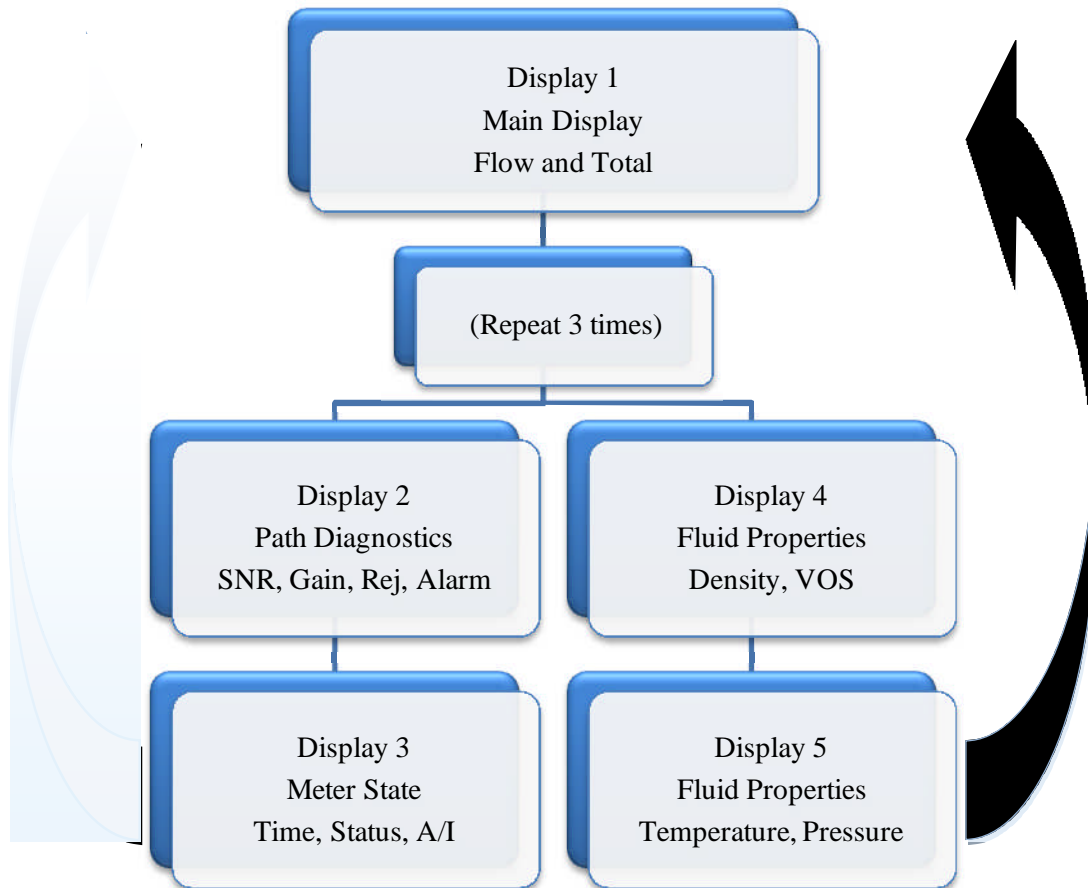 Display 1
Main Display
Flow and Total
(Repeat 3 times)
Display 2
Path Diagnostics
SNR, Gain, Rej, Alarm
Display 4
Fluid Properties
Density, VOS
Display 3
Meter State
Time, Status, A/I
Display 5
Fluid Properties
Temperature, Pressure